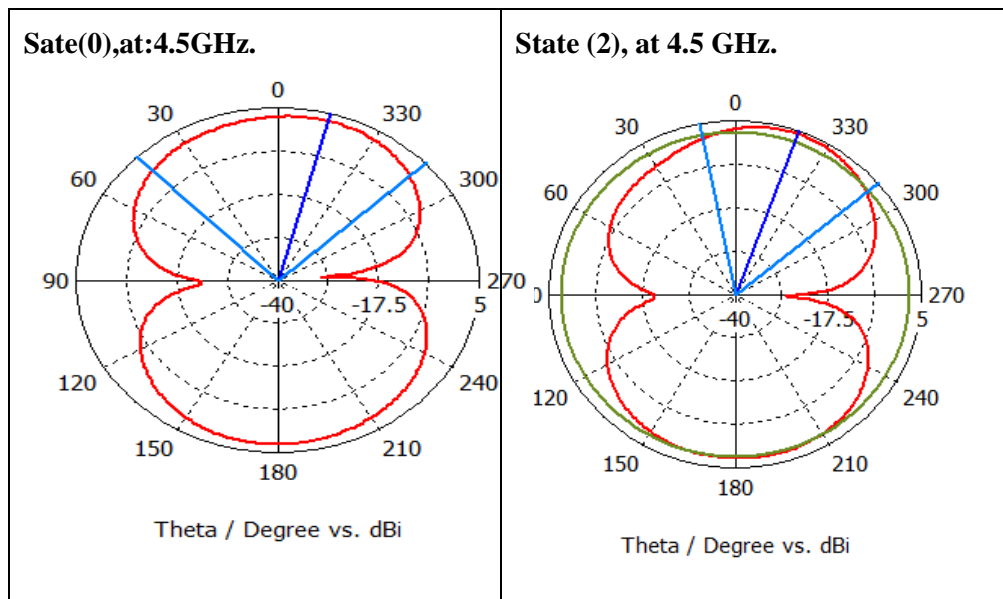 Sate(0),at:4.5GHz.
0
30 330
60 300
90 -40 -17.5 5 270
120 240
150 210
180
Theta / Degree vs. dBi
State (2), at 4.5 GHz.
0
30 330
60 300
0 -40 -17.5 5 270
120 240
150 210
180
Theta / Degree vs. dBi